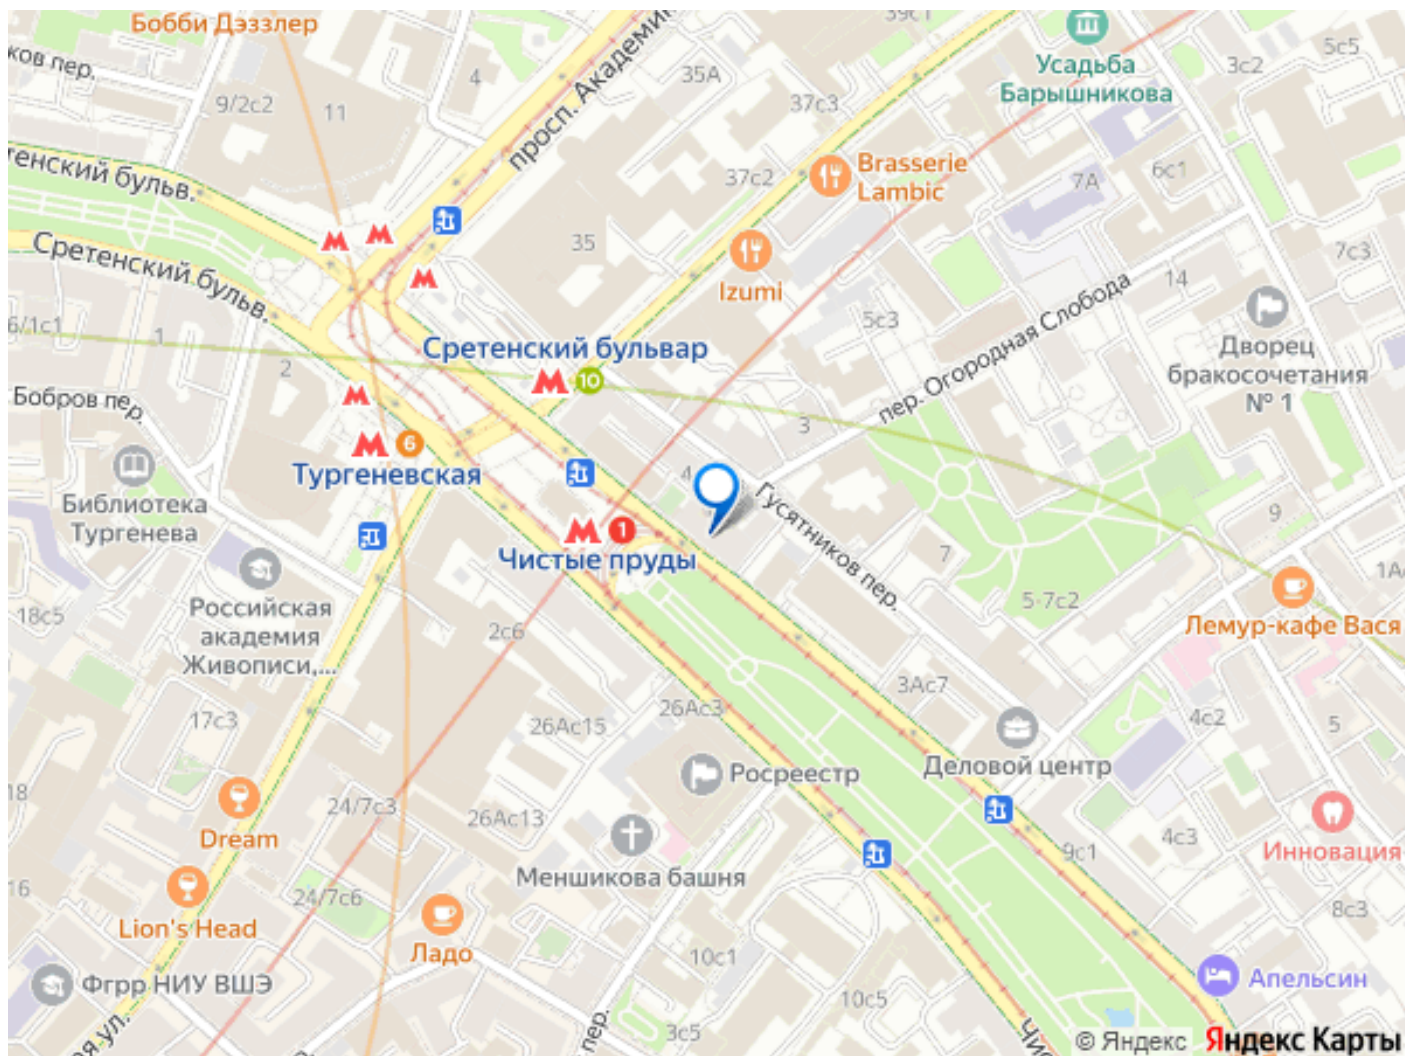 Бобби Дэззлер
ков пер.
9/2с2
11
4
35А
просп. Академи
39с1
37с3
37с2
35
Усадьба
Барышникова
3с2
5с5
Brasserie
Lambic
7А
6с1
7с3
14
тенский бульв.
Сретенский бульв.
Izumi
5с3
пер. Огородная Слобода
Дворец
бракосочетания
№ 1
6/1с1
1
2
Сретенский бульвар
10
Бобров пер.
6
Тургеневская
3
4
Гусятников пер.
Библиотека
Тургенева
1
Чистые пруды
7
9
1А
5-7с2
Лемур-кафе Вася
18с5
Российская
академия
Живописи,...
2с6
17с3
26Ас15
26Ас3
3Ас7
4с2
5
Деловой центр
Росреестр
18
24/7с3
26Ас13
Dream
Меншикова башня
9с1
4с3
Инновация
16
24/7с6
Lion's Head
Ладо
8с3
10с1
Фгрр НИУ ВШЭ
10с5
Апельсин
3с5
ая ул.
пер.
Чис
© Яндекс
Яндекс Карты